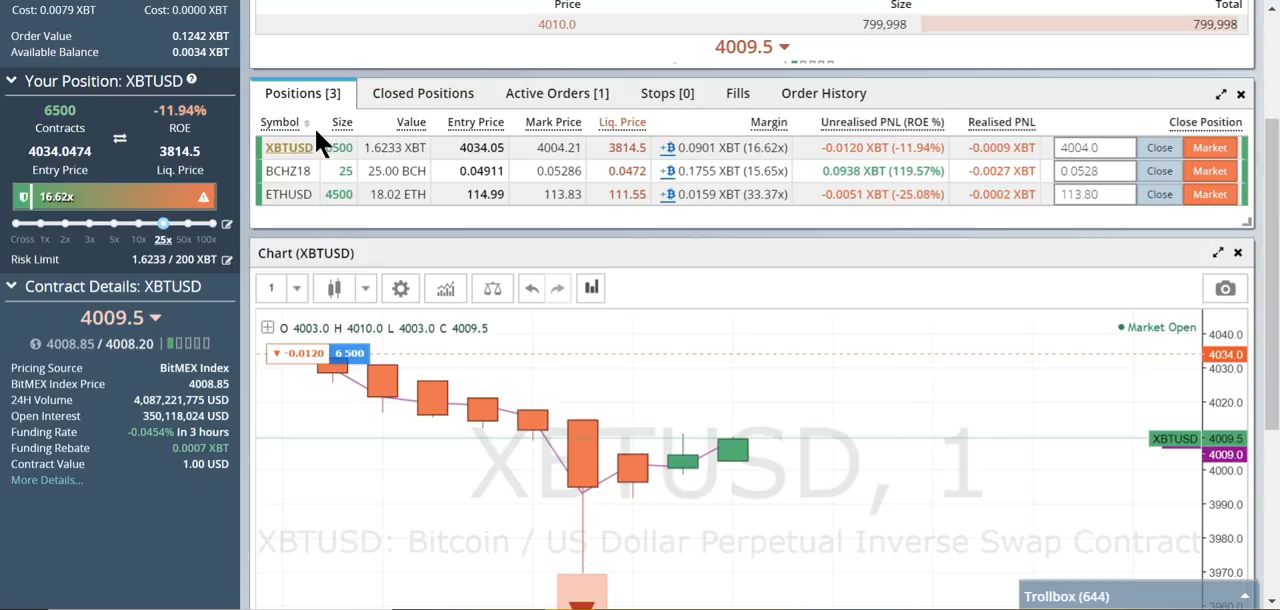 Cost: 0.0079 XBT Cost: 0.0000 XBT
Order Value 0.1242 XBT
Available Balance 0.0034 XBT
Your Position: XBTUSD ?
6500 -11.94%
Contracts ROE
4034.0474 3814.5
Entry Price Liq. Price
16.62x
Cross 1x 2x 3x 5x 10x 25x 50x 100x
Risk Limit 1.6233 / 200 XBT
Contract Details: XBTUSD
4009.5
4008.85 / 4008.20
Pricing Source BitMEX Index
BitMEX Index Price 4008.85
24H Volume 4,087,221,775 USD
Open Interest 350,118,024 USD
Funding Rate -0.0454% In 3 hours
Funding Rebate 0.0007 XBT
Contract Value 1.00 USD
More Details...
Price Size Total
4010.0 799,998 799,998
4009.5
Positions [3] Closed Positions Active Orders [1] Stops [0] Fills Order History
Symbol Size Value Entry Price Mark Price Liq. Price Margin Unrealised PNL (ROE %) Realised PNL Close Position
XBTUSD 500 1.6233 XBT 4034.05 4004.21 3814.5 0.0901 XBT (16.62x) -0.0120 XBT (-11.94%) -0.0009 XBT 4004.0 Close Market
BCHZ18 25 25.00 BCH 0.04911 0.05286 0.0472 0.1755 XBT (15.65x) 0.0938 XBT (119.57%) -0.0027 XBT 0.0528 Close Market
ETHUSD 4500 18.02 ETH 114.99 113.83 111.55 0.0159 XBT (33.37x) -0.0051 XBT (-25.08%) -0.0002 XBT 113.80 Close Market
Chart (XBTUSD)
1
O 4003.0 H 4010.0 L 4003.0 C 4009.5
Market Open
-0.0120 6 500
4040.0
4034.0
4030.0
4020.0
XBTUSD 4009.5
4009.0
4000.0
3990.0
3980.0
3970.0
3960.0
XBTUSD, 1
XBTUSD: Bitcoin / US Dollar Perpetual Inverse Swap Contract
Trollbox (644)